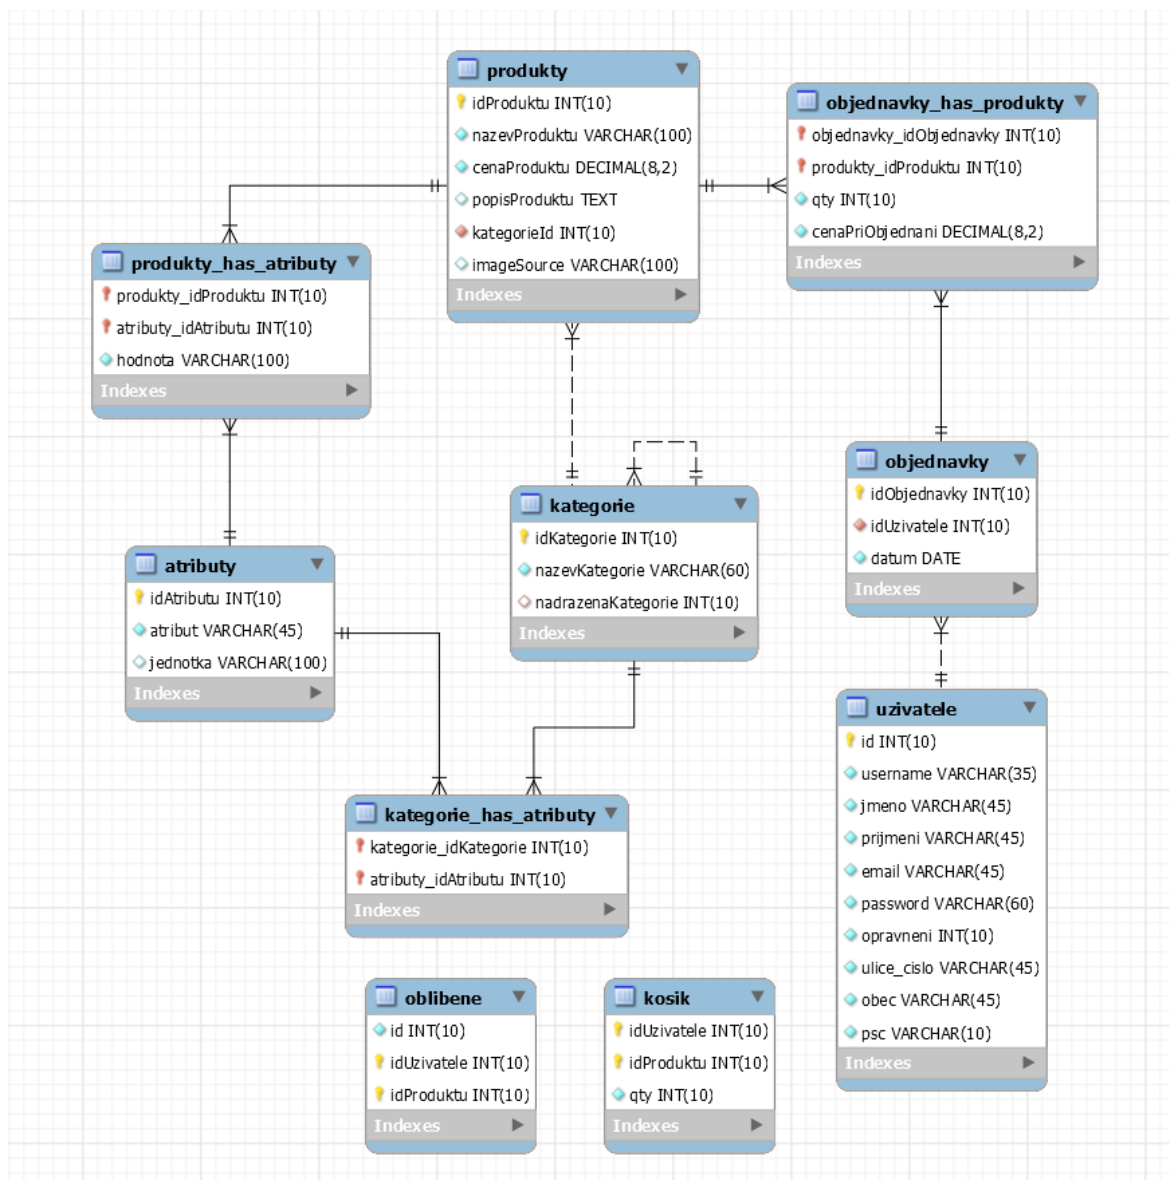 produkty
idProduktu INT(10)
nazevProduktu VARCHAR(100)
cenaProduktu DECIMAL(8,2)
popisProduktu TEXT
kategorieId INT(10)
imageSource VARCHAR(100)
Indexes
objednavky_has_produkty
objednavky_idObjednavky INT(10)
produkty_idProduktu INT(10)
qty INT(10)
cenaPriObjednani DECIMAL(8,2)
Indexes
produkty_has_atributy
produkty_idProduktu INT(10)
atributy_idAtributu INT(10)
hodnota VARCHAR(100)
Indexes
objednavky
idObjednavky INT(10)
idUzivatele INT(10)
datum DATE
Indexes
kategorie
idKategorie INT(10)
nazevKategorie VARCHAR(60)
nadrazenaKategorie INT(10)
Indexes
atributy
idAtributu INT(10)
atribut VARCHAR(45)
jednotka VARCHAR(100)
Indexes
uzivatele
id INT(10)
username VARCHAR(35)
jmeno VARCHAR(45)
prijmeni VARCHAR(45)
email VARCHAR(45)
password VARCHAR(60)
opravneni INT(10)
ulice_cislo VARCHAR(45)
obec VARCHAR(45)
psc VARCHAR(10)
Indexes
kategorie_has_atributy
kategorie_idKategorie INT(10)
atributy_idAtributu INT(10)
Indexes
oblibene
id INT(10)
idUzivatele INT(10)
idProduktu INT(10)
Indexes
kosik
idUzivatele INT(10)
idProduktu INT(10)
qty INT(10)
Indexes